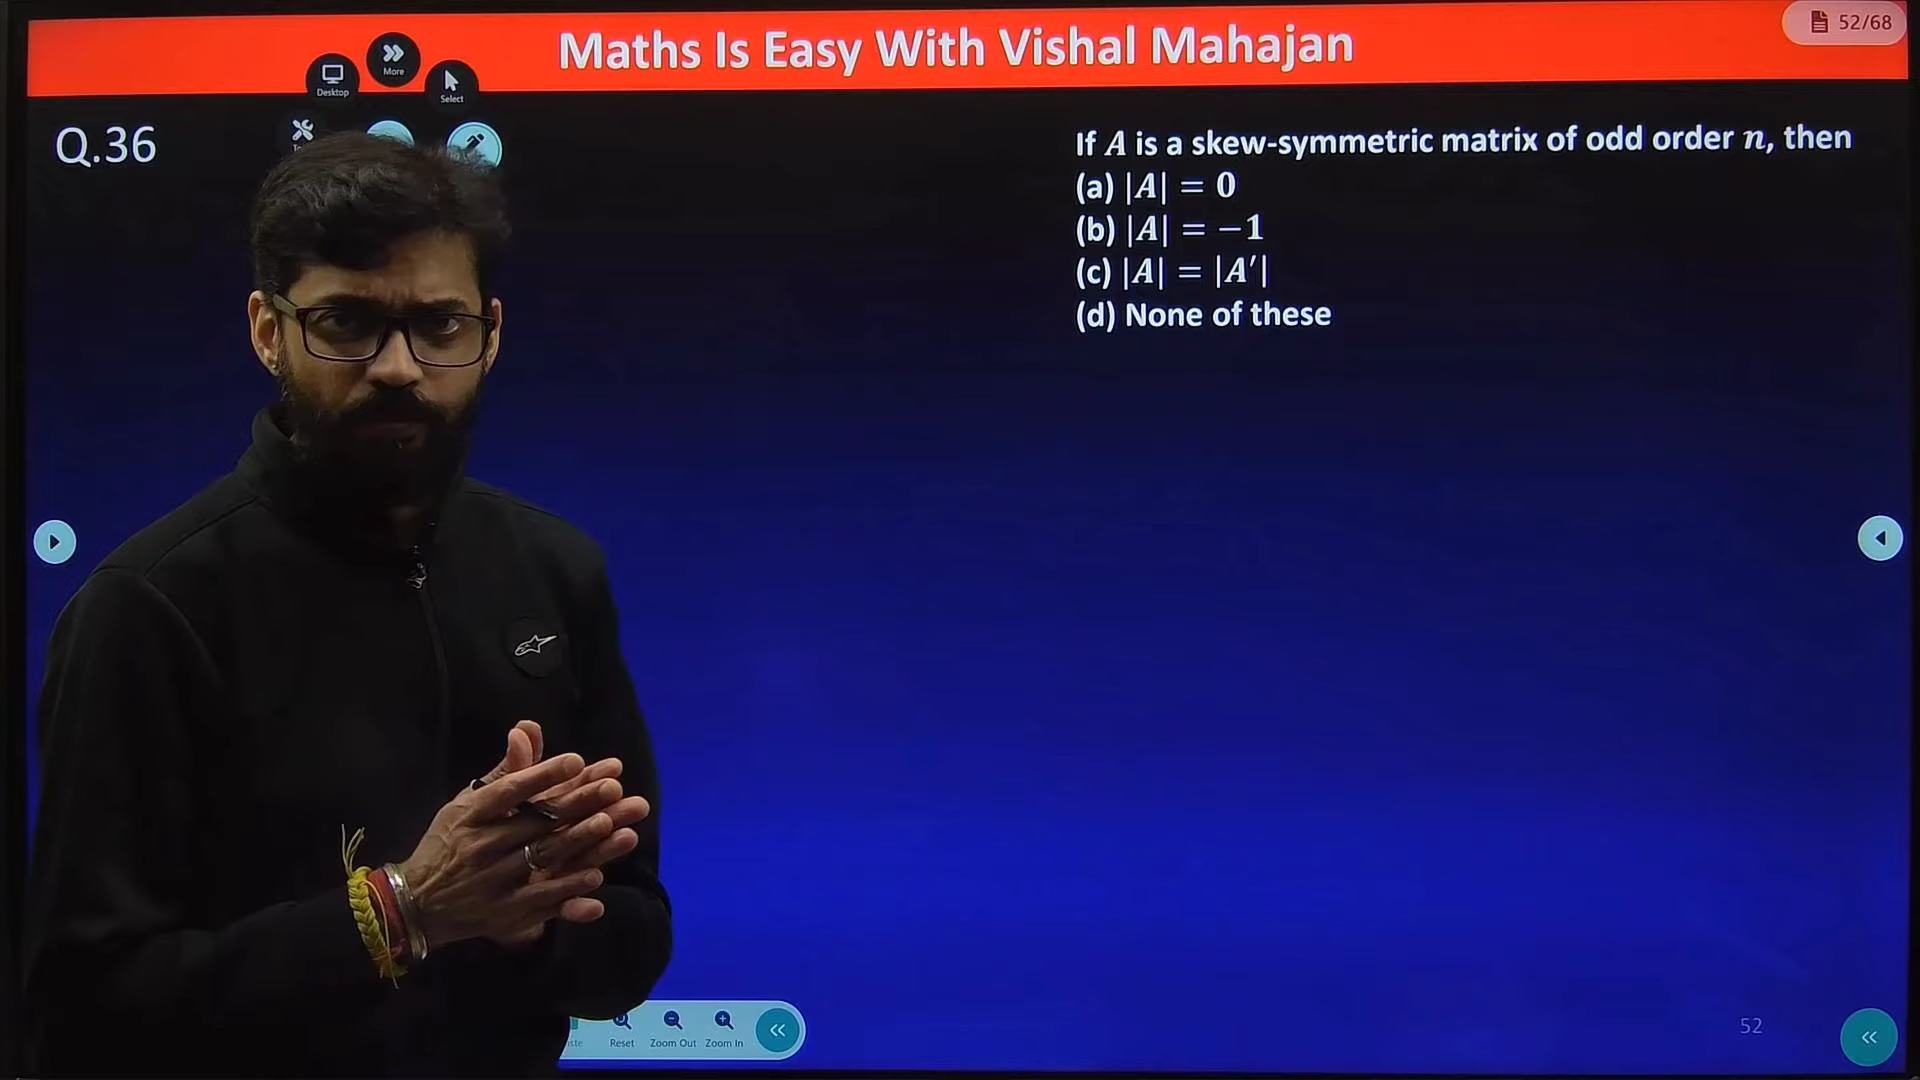 Maths Is Easy With Vishal Mahajan
52/68
More
Desktop
Select
Q.36
If A is a skew-symmetric matrix of odd order n, then
(a) |A| = 0
(b) |A| = −1
(c) |A| = |A′|
(d) None of these
Reset Zoom Out Zoom In
52